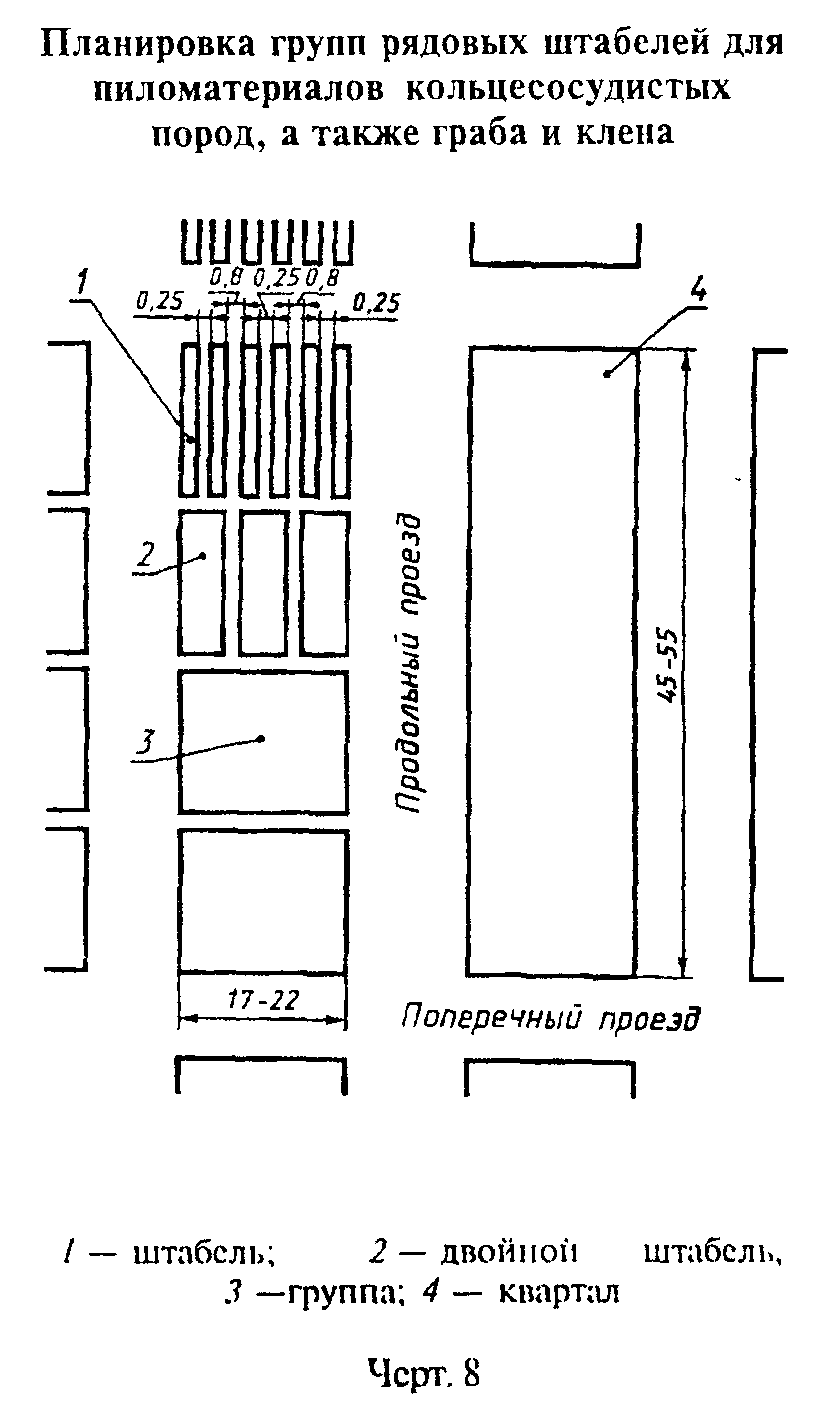 Планировка групп рядовых штабелей для
пиломатериалов кольцесосудистых
пород, а также граба и клена
1
0,8
0,25
0,8
4
0,25
0,25
2
Продольный проезд
45-55
3
17-22
Поперечный проезд
1 — штабель; 2 — двойной штабель,
3 —группа; 4 — квартал
Черт. 8